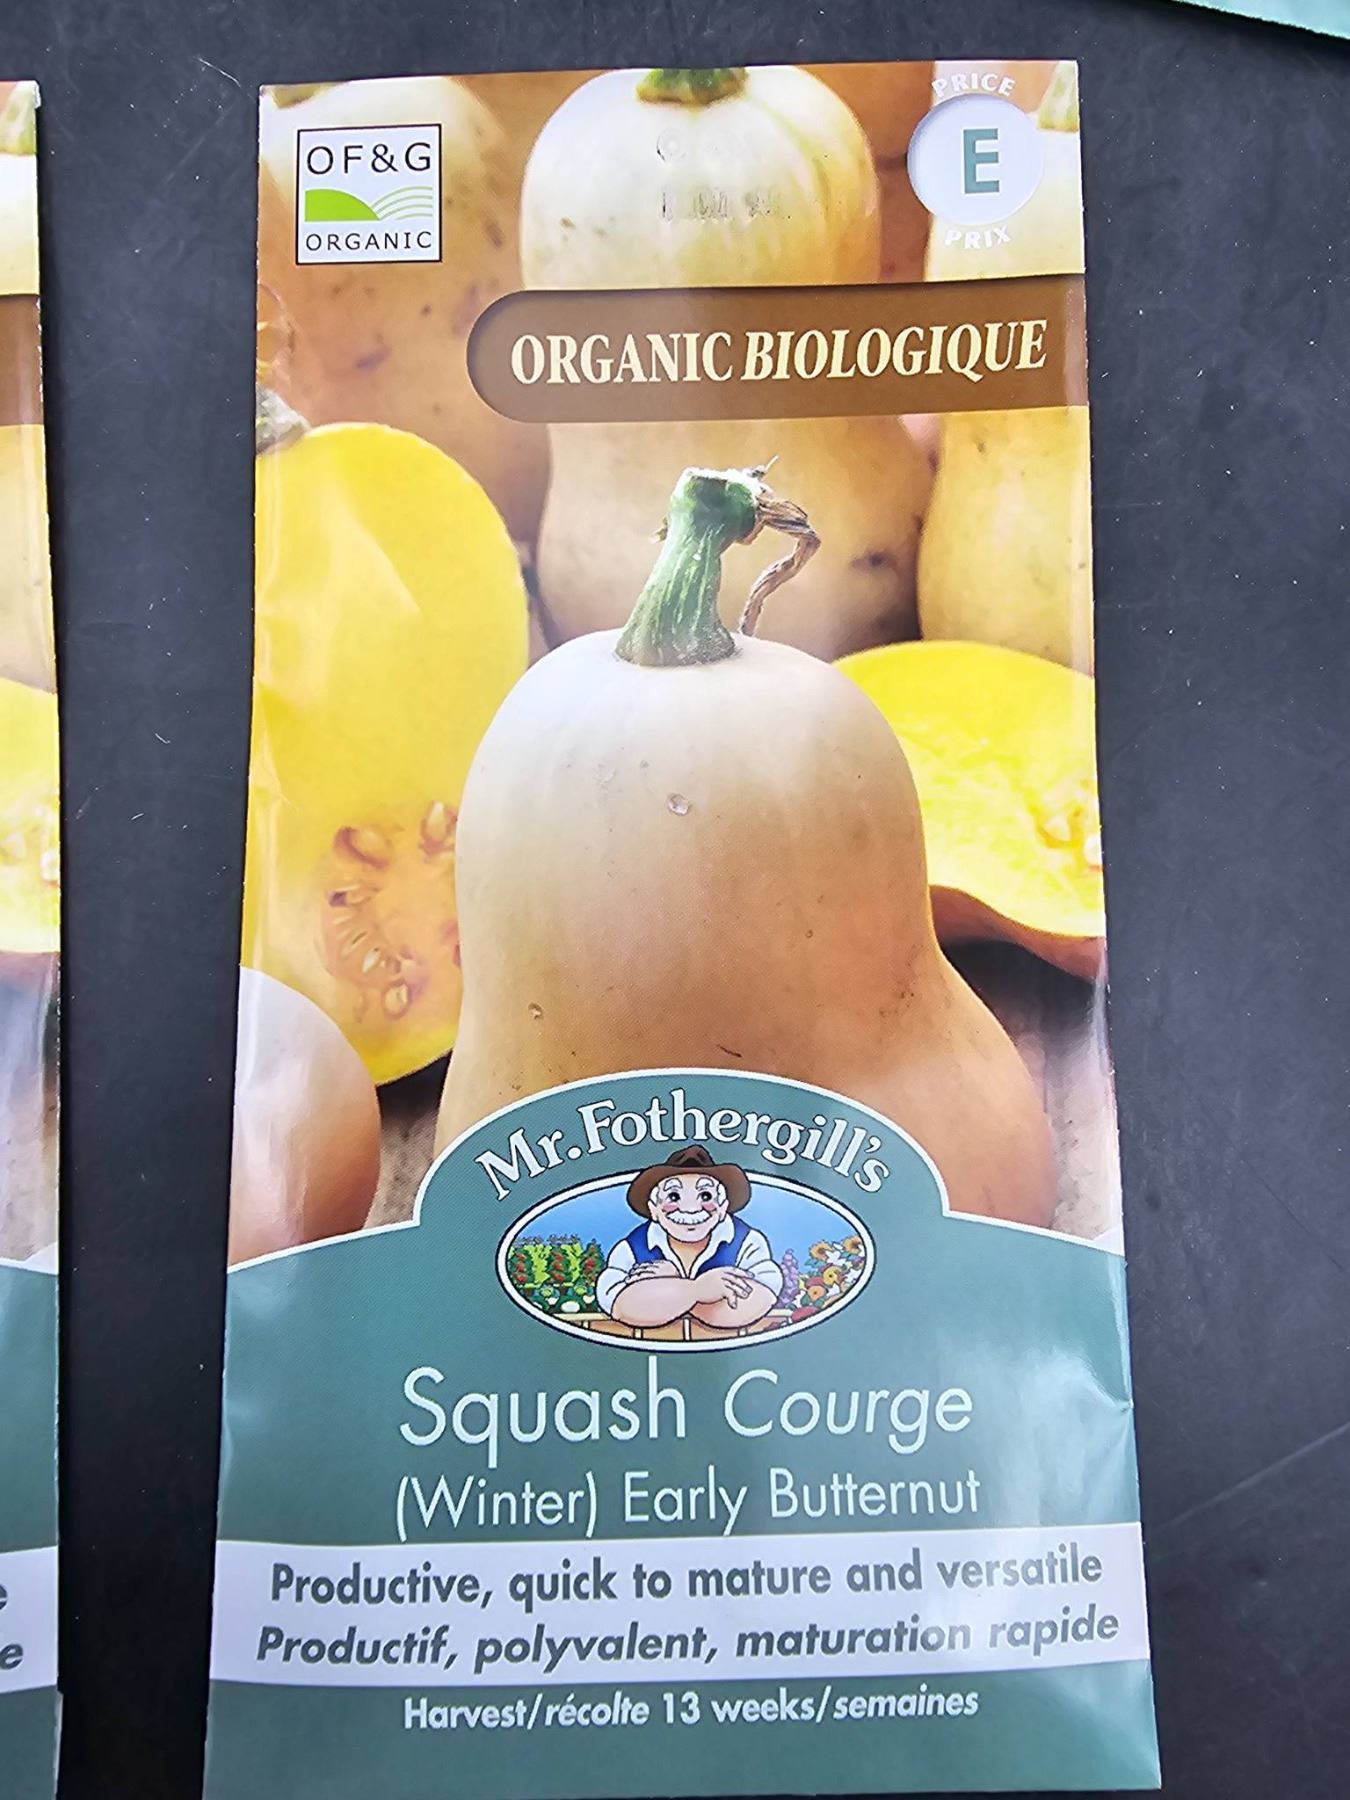 OF&G
ORGANIC
PRICE
E
PRIX
ORGANIC BIOLOGIQUE
Mr. Fothergill's
Squash Courge
(Winter) Early Butternut
Productive, quick to mature and versatile
Productif, polyvalent, maturation rapide
Harvest/récolte 13 weeks/semaines
e
e